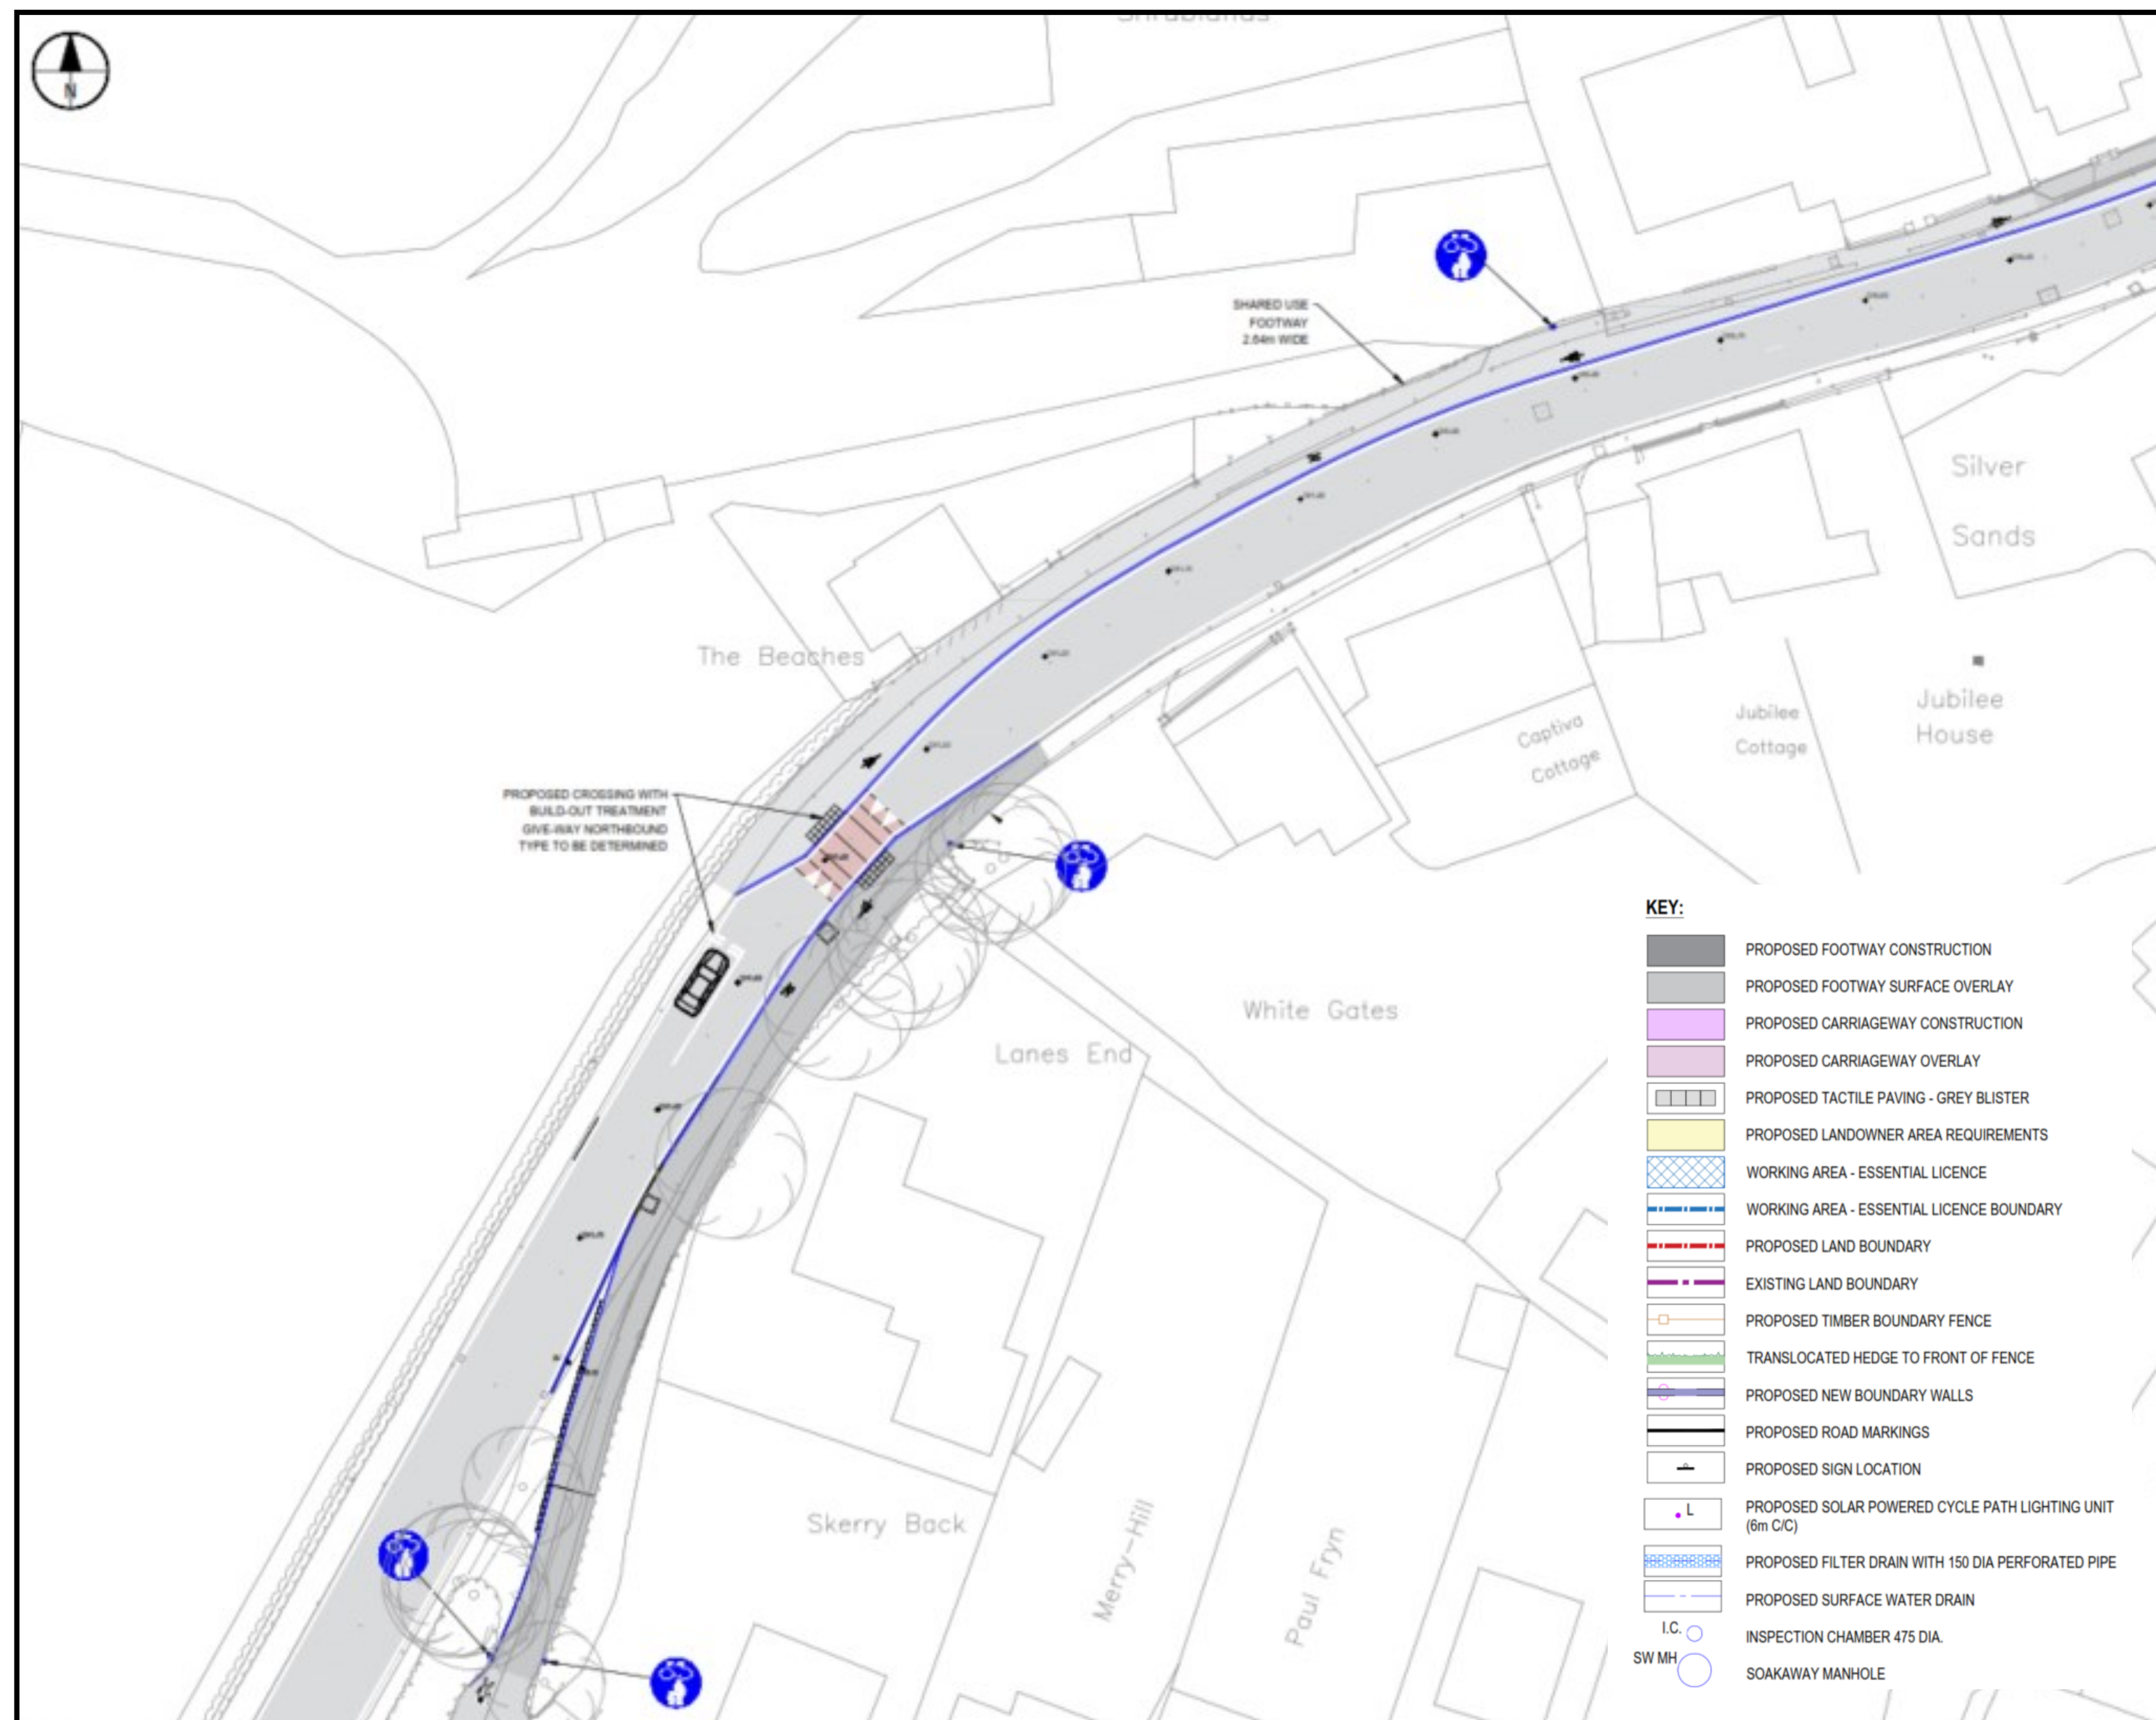 N
SHARED USE
FOOTWAY
2.64m WIDE
Silver
Sands
The Beaches
Captiva
Cottage
Jubilee
Cottage
Jubilee
House
PROPOSED CROSSING WITH
BUILD-OUT TREATMENT
GIVE-WAY NORTHBOUND
TYPE TO BE DETERMINED
White Gates
Lanes End
Skerry Back
Merry-Hill
Paul Fryn
KEY:
PROPOSED FOOTWAY CONSTRUCTION
PROPOSED FOOTWAY SURFACE OVERLAY
PROPOSED CARRIAGEWAY CONSTRUCTION
PROPOSED CARRIAGEWAY OVERLAY
PROPOSED TACTILE PAVING - GREY BLISTER
PROPOSED LANDOWNER AREA REQUIREMENTS
WORKING AREA - ESSENTIAL LICENCE
WORKING AREA - ESSENTIAL LICENCE BOUNDARY
PROPOSED LAND BOUNDARY
EXISTING LAND BOUNDARY
PROPOSED TIMBER BOUNDARY FENCE
TRANSLOCATED HEDGE TO FRONT OF FENCE
PROPOSED NEW BOUNDARY WALLS
PROPOSED ROAD MARKINGS
PROPOSED SIGN LOCATION
L PROPOSED SOLAR POWERED CYCLE PATH LIGHTING UNIT
(6m C/C)
PROPOSED FILTER DRAIN WITH 150 DIA PERFORATED PIPE
PROPOSED SURFACE WATER DRAIN
I.C. INSPECTION CHAMBER 475 DIA.
SW MH SOAKAWAY MANHOLE